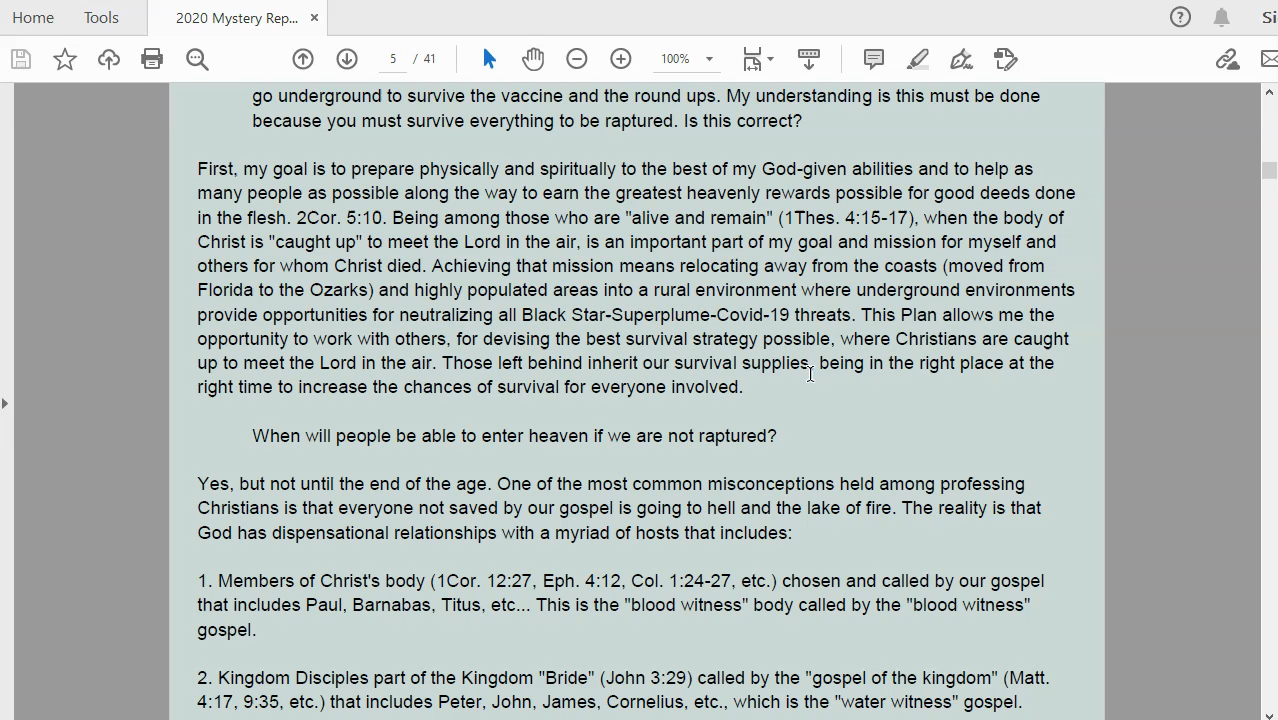 Home Tools 2020 Mystery Rep... × ? Si
5 / 41 100%
go underground to survive the vaccine and the round ups. My understanding is this must be done
because you must survive everything to be raptured. Is this correct?
First, my goal is to prepare physically and spiritually to the best of my God-given abilities and to help as
many people as possible along the way to earn the greatest heavenly rewards possible for good deeds done
in the flesh. 2Cor. 5:10. Being among those who are "alive and remain" (1Thes. 4:15-17), when the body of
Christ is "caught up" to meet the Lord in the air, is an important part of my goal and mission for myself and
others for whom Christ died. Achieving that mission means relocating away from the coasts (moved from
Florida to the Ozarks) and highly populated areas into a rural environment where underground environments
provide opportunities for neutralizing all Black Star-Superplume-Covid-19 threats. This Plan allows me the
opportunity to work with others, for devising the best survival strategy possible, where Christians are caught
up to meet the Lord in the air. Those left behind inherit our survival supplies, being in the right place at the
right time to increase the chances of survival for everyone involved.
When will people be able to enter heaven if we are not raptured?
Yes, but not until the end of the age. One of the most common misconceptions held among professing
Christians is that everyone not saved by our gospel is going to hell and the lake of fire. The reality is that
God has dispensational relationships with a myriad of hosts that includes:
1. Members of Christ's body (1Cor. 12:27, Eph. 4:12, Col. 1:24-27, etc.) chosen and called by our gospel
that includes Paul, Barnabas, Titus, etc... This is the "blood witness" body called by the "blood witness"
gospel.
2. Kingdom Disciples part of the Kingdom "Bride" (John 3:29) called by the "gospel of the kingdom" (Matt.
4:17, 9:35, etc.) that includes Peter, John, James, Cornelius, etc., which is the "water witness" gospel.